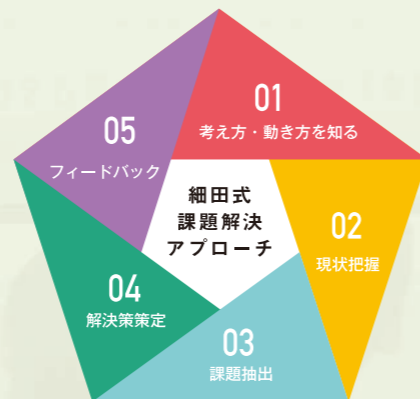 細田式
課題解決
アプローチ
01
考え方・動き方を知る
02
現状把握
03
課題抽出
04
解決策策定
05
フィードバック